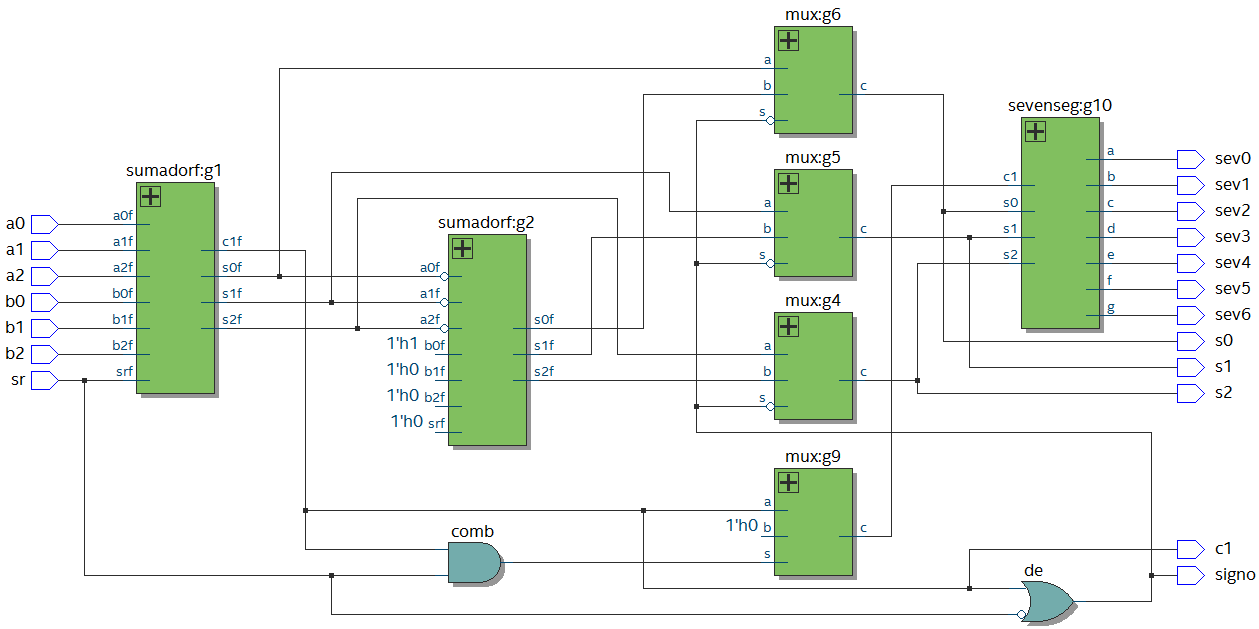 mux:g6
a
b
s
c
sevenseg:g10
c1
s0
s1
s2
a
b
c
d
e
f
g
sev0
sev1
sev2
sev3
sev4
sev5
sev6
s0
s1
s2
mux:g5
a
b
s
c
sumadorf:g1
a0
a1
a2
b0
b1
b2
sr
a0f
a1f
a2f
b0f
b1f
b2f
srf
c1f
s0f
s1f
s2f
sumadorf:g2
a0f
a1f
a2f
1'h1 b0f
1'h0 b1f
1'h0 b2f
1'h0 srf
s0f
s1f
s2f
mux:g4
a
b
s
c
mux:g9
a
1'h0 b
s
c
comb
de
c1
signo